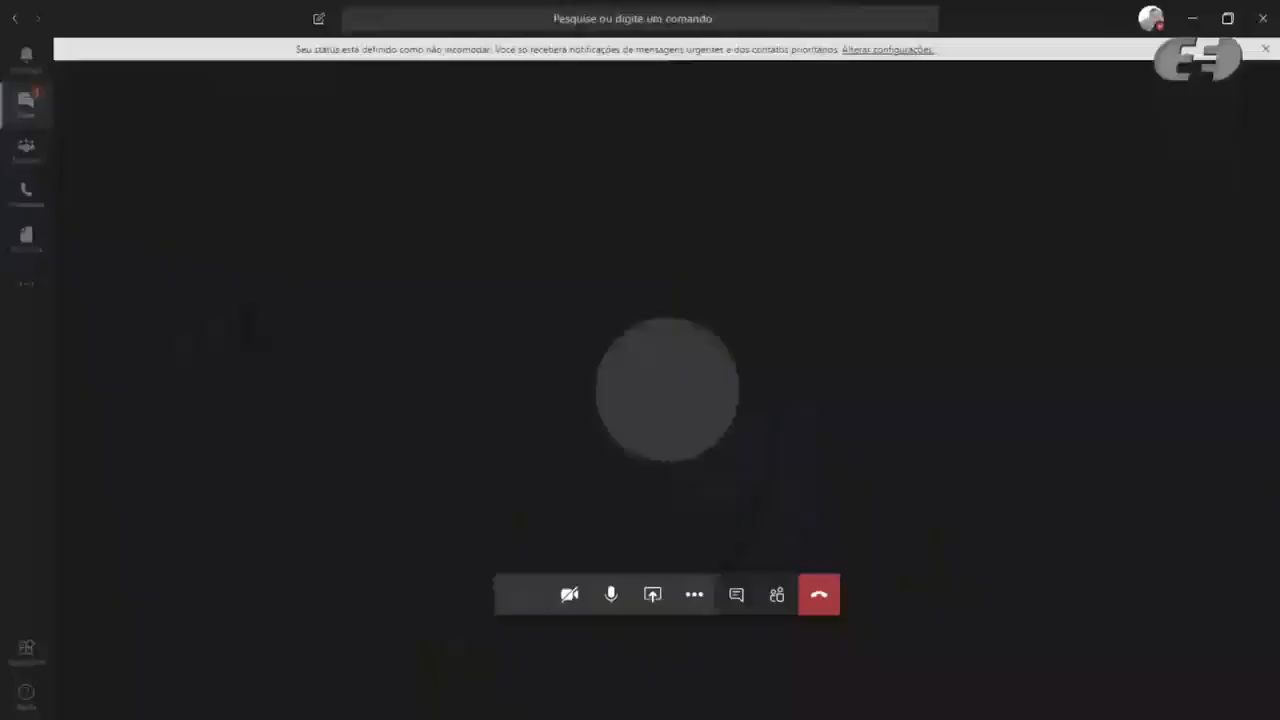 Pesquise ou digite um comando
Seu status está definido como não incomodar. Você só receberá notificações de mensagens urgentes e dos contatos prioritários. Alterar configurações.